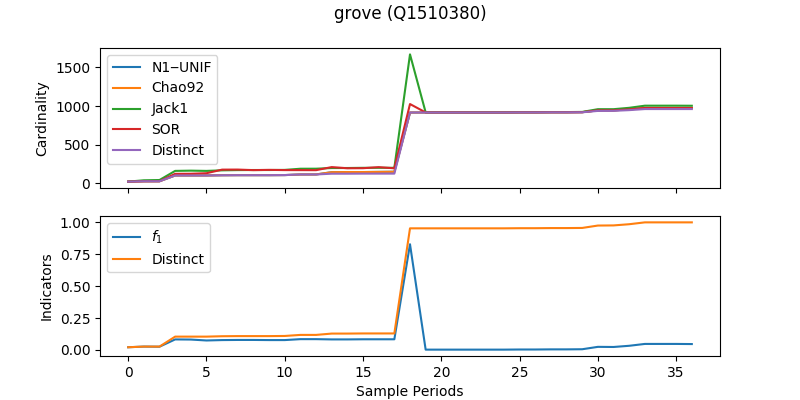 grove (Q1510380)
Cardinality
1500
1000
500
0
N1−UNIF
Chao92
Jack1
SOR
Distinct
Indicators
1.00
0.75
0.50
0.25
0.00
f1
Distinct
0 5 10 15 20 25 30 35
Sample Periods